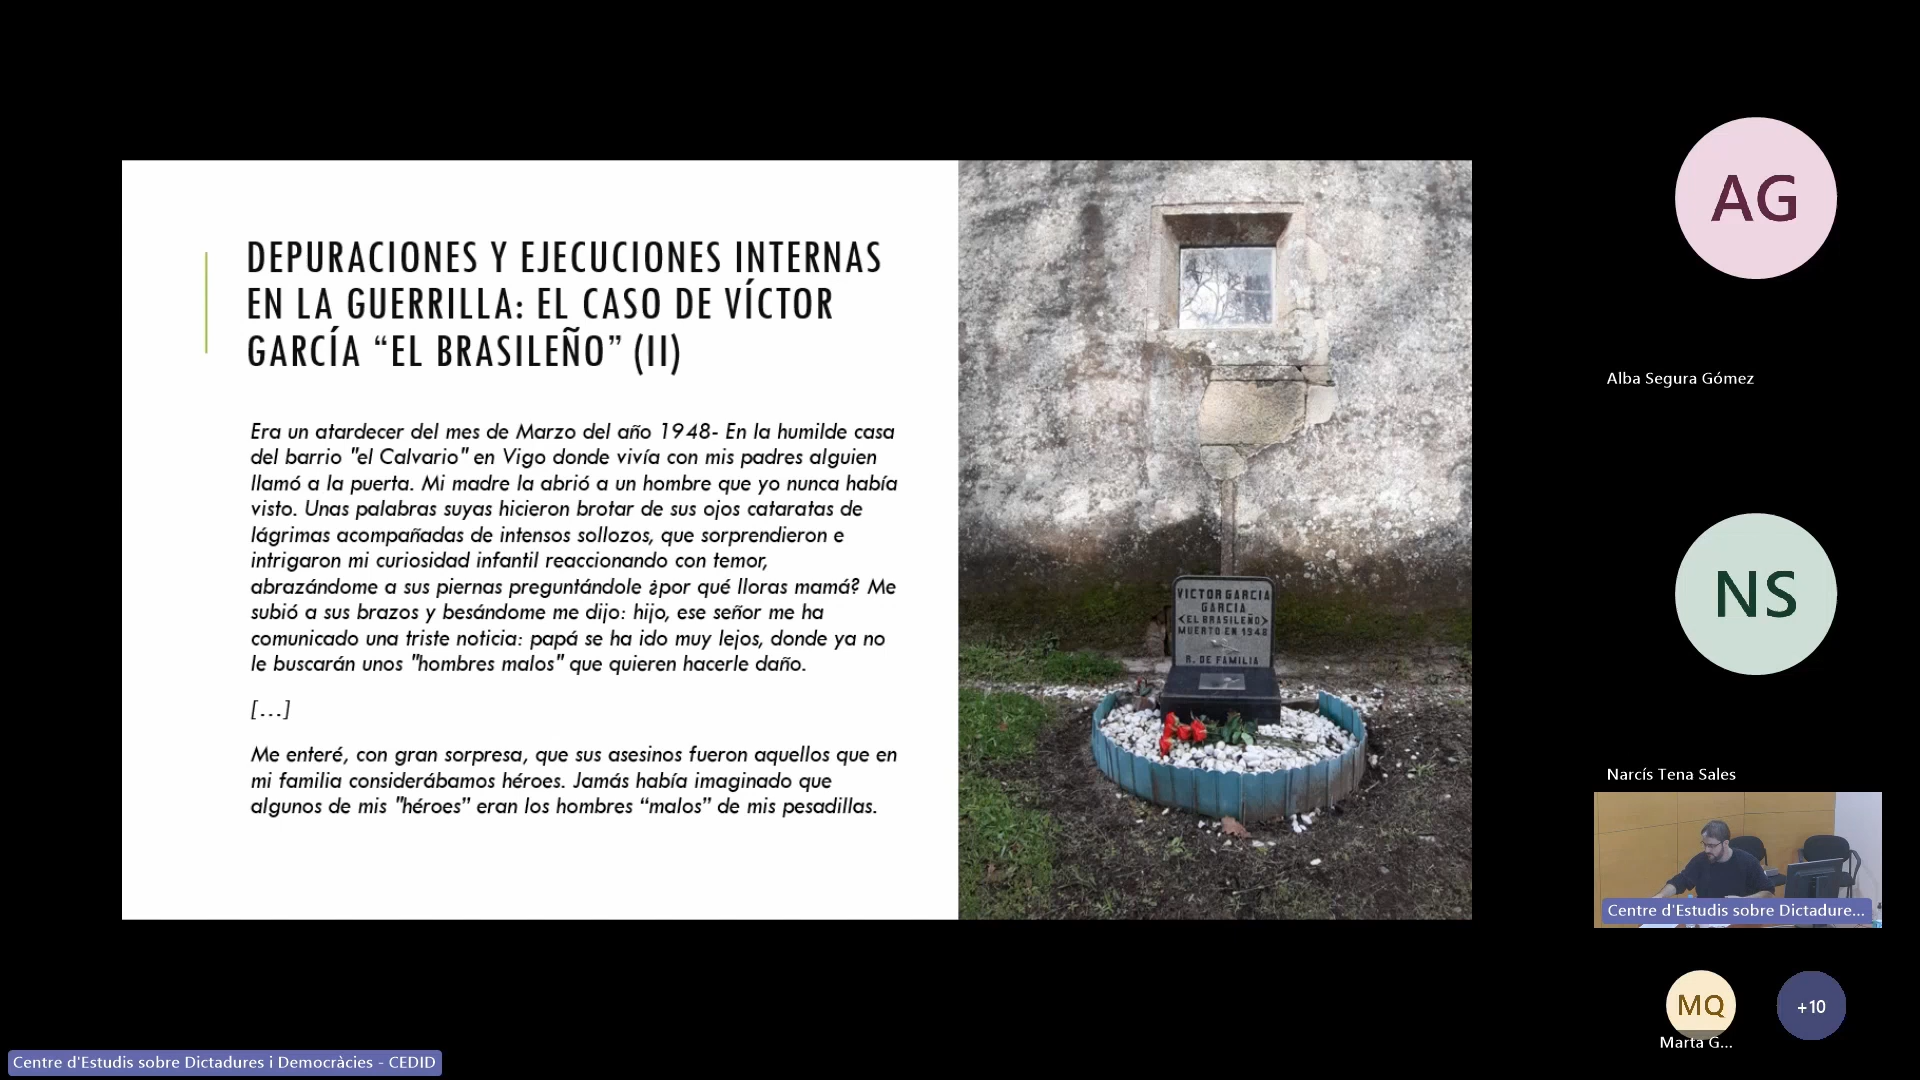 DEPURACIONES Y EJECUCIONES INTERNAS
EN LA GUERRILLA: EL CASO DE VÍCTOR
GARCÍA “EL BRASILEÑO” (II)
Era un atardecer del mes de Marzo del año 1948- En la humilde casa
del barrio "el Calvario" en Vigo donde vivía con mis padres alguien
llamó a la puerta. Mi madre la abrió a un hombre que yo nunca había
visto. Unas palabras suyas hicieron brotar de sus ojos cataratas de
lágrimas acompañadas de intensos sollozos, que sorprendieron e
intrigaron mi curiosidad infantil reaccionando con temor,
abrazándome a sus piernas preguntándole ¿por qué lloras mamá? Me
subió a sus brazos y besándome me dijo: hijo, ese señor me ha
comunicado una triste noticia: papá se ha ido muy lejos, donde ya no
le buscarán unos "hombres malos" que quieren hacerle daño.
[...]
Me enteré, con gran sorpresa, que sus asesinos fueron aquellos que en
mi familia considerábamos héroes. Jamás había imaginado que
algunos de mis "héroes” eran los hombres “malos” de mis pesadillas.
VICTOR GARCIA
GARCIA
<EL BRASILEÑO>
MUERTO EN 1948
R. DE FAMILIA
AG
Alba Segura Gómez
NS
Narcís Tena Sales
Centre d'Estudis sobre Dictadure...
MQ
+10
Marta G...
Centre d'Estudis sobre Dictadures i Democràcies - CEDID